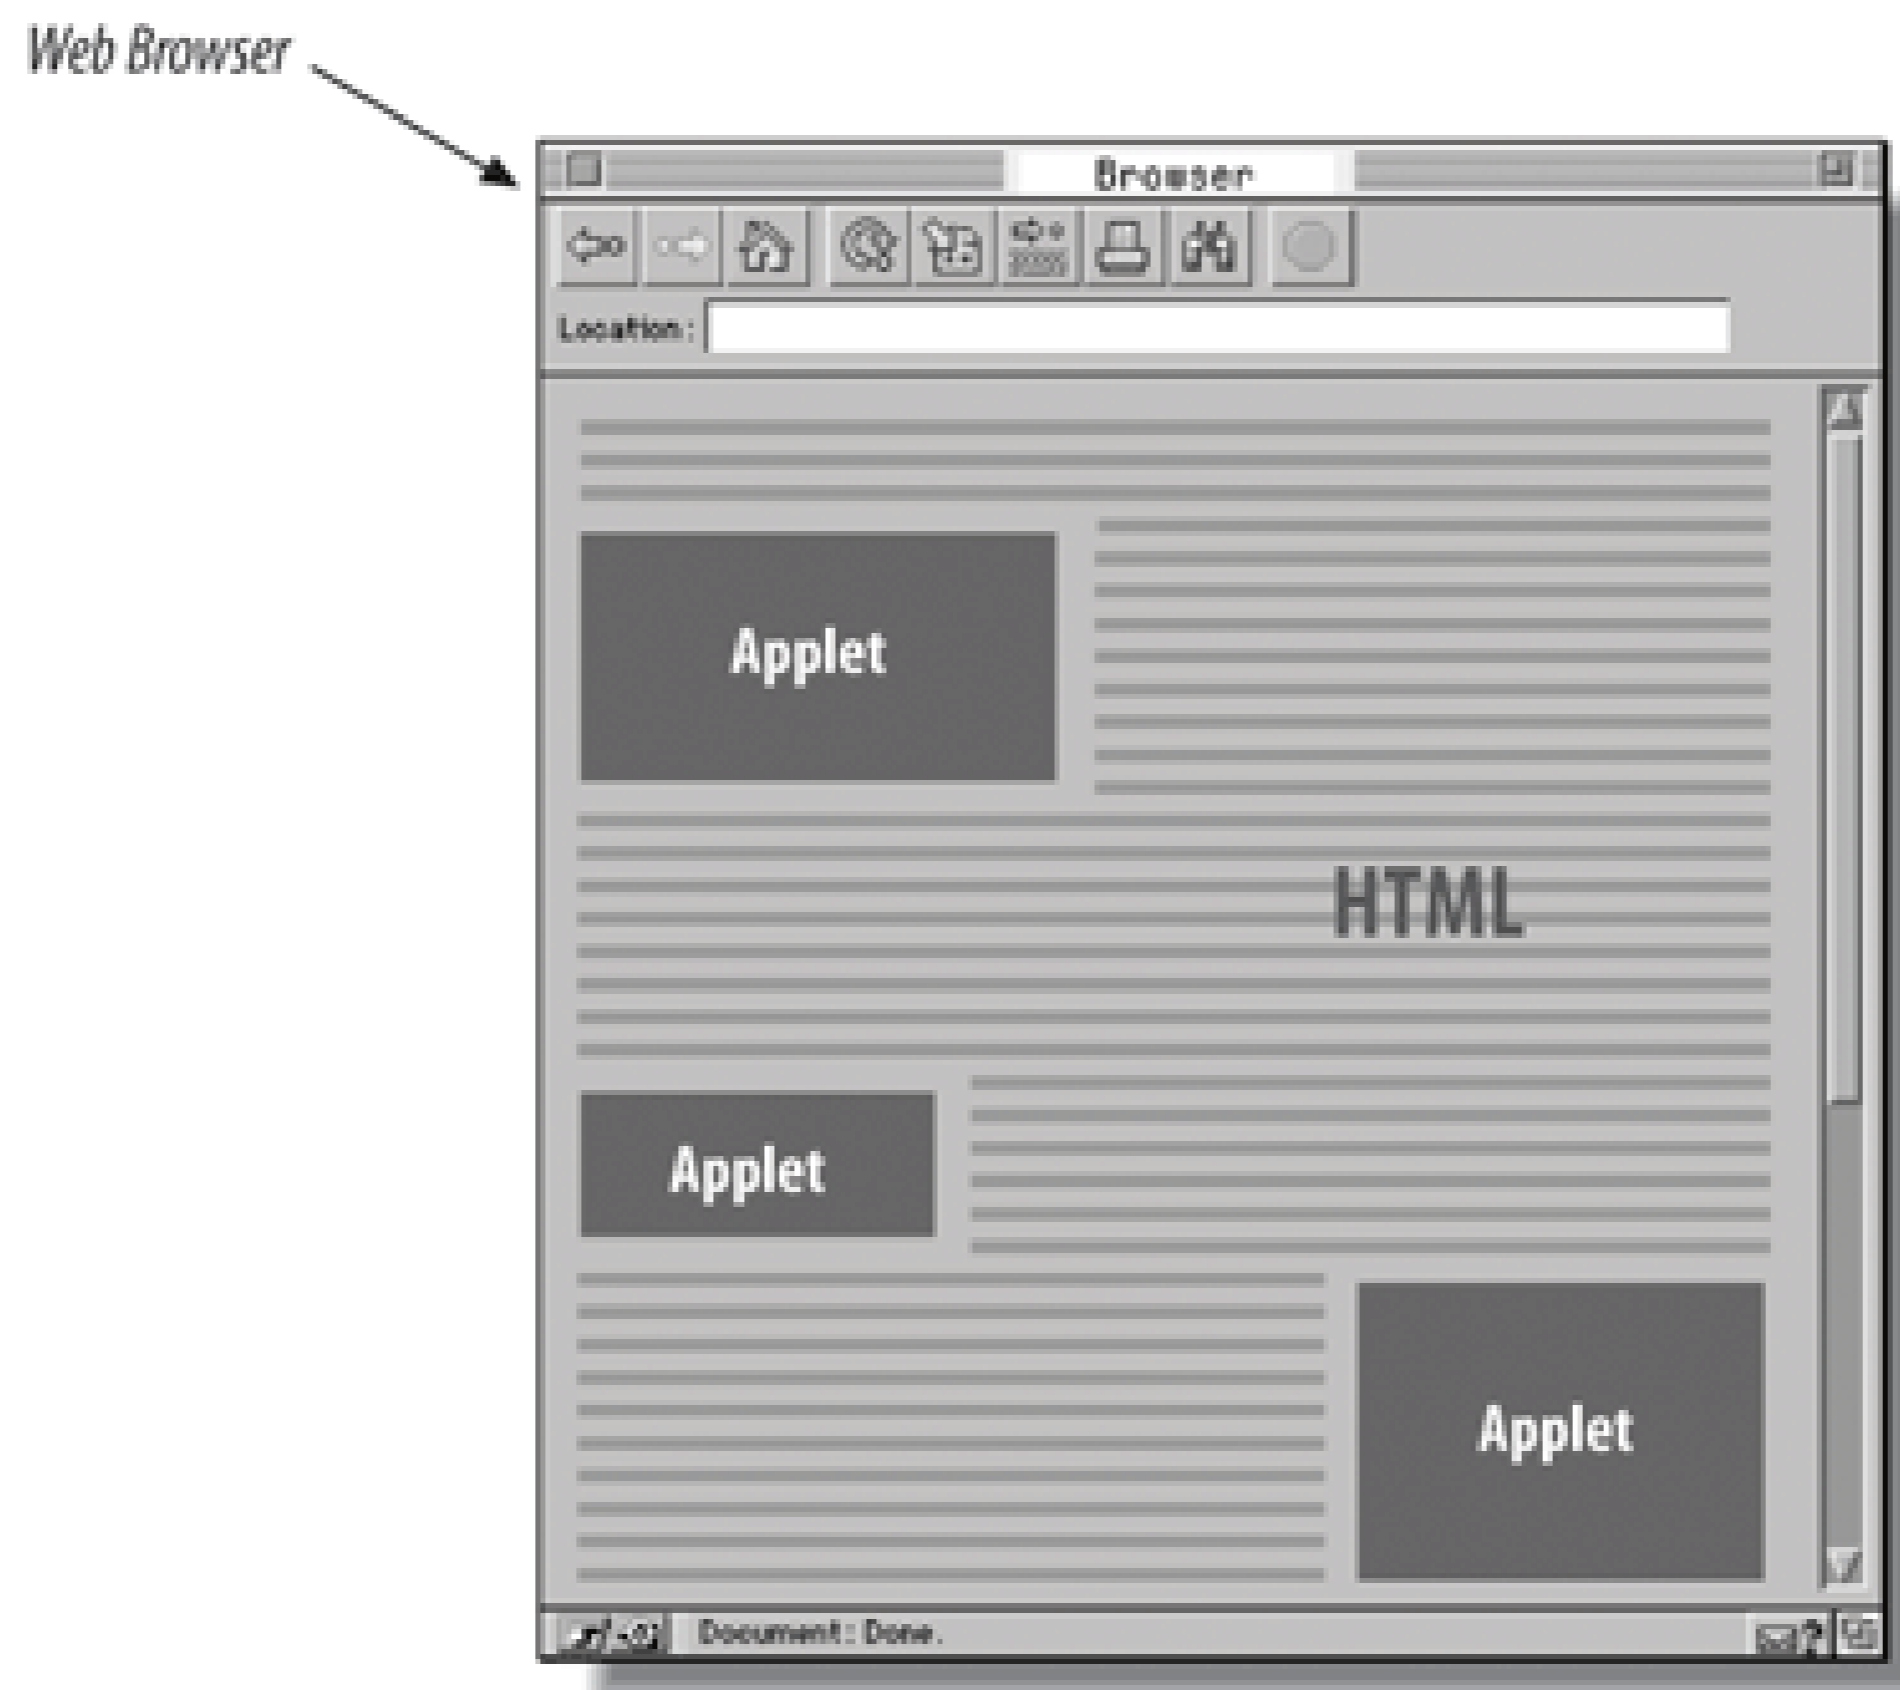 Web Browser
Browser
Location:
Applet
HTML
Applet
Applet
Document: Done.
?